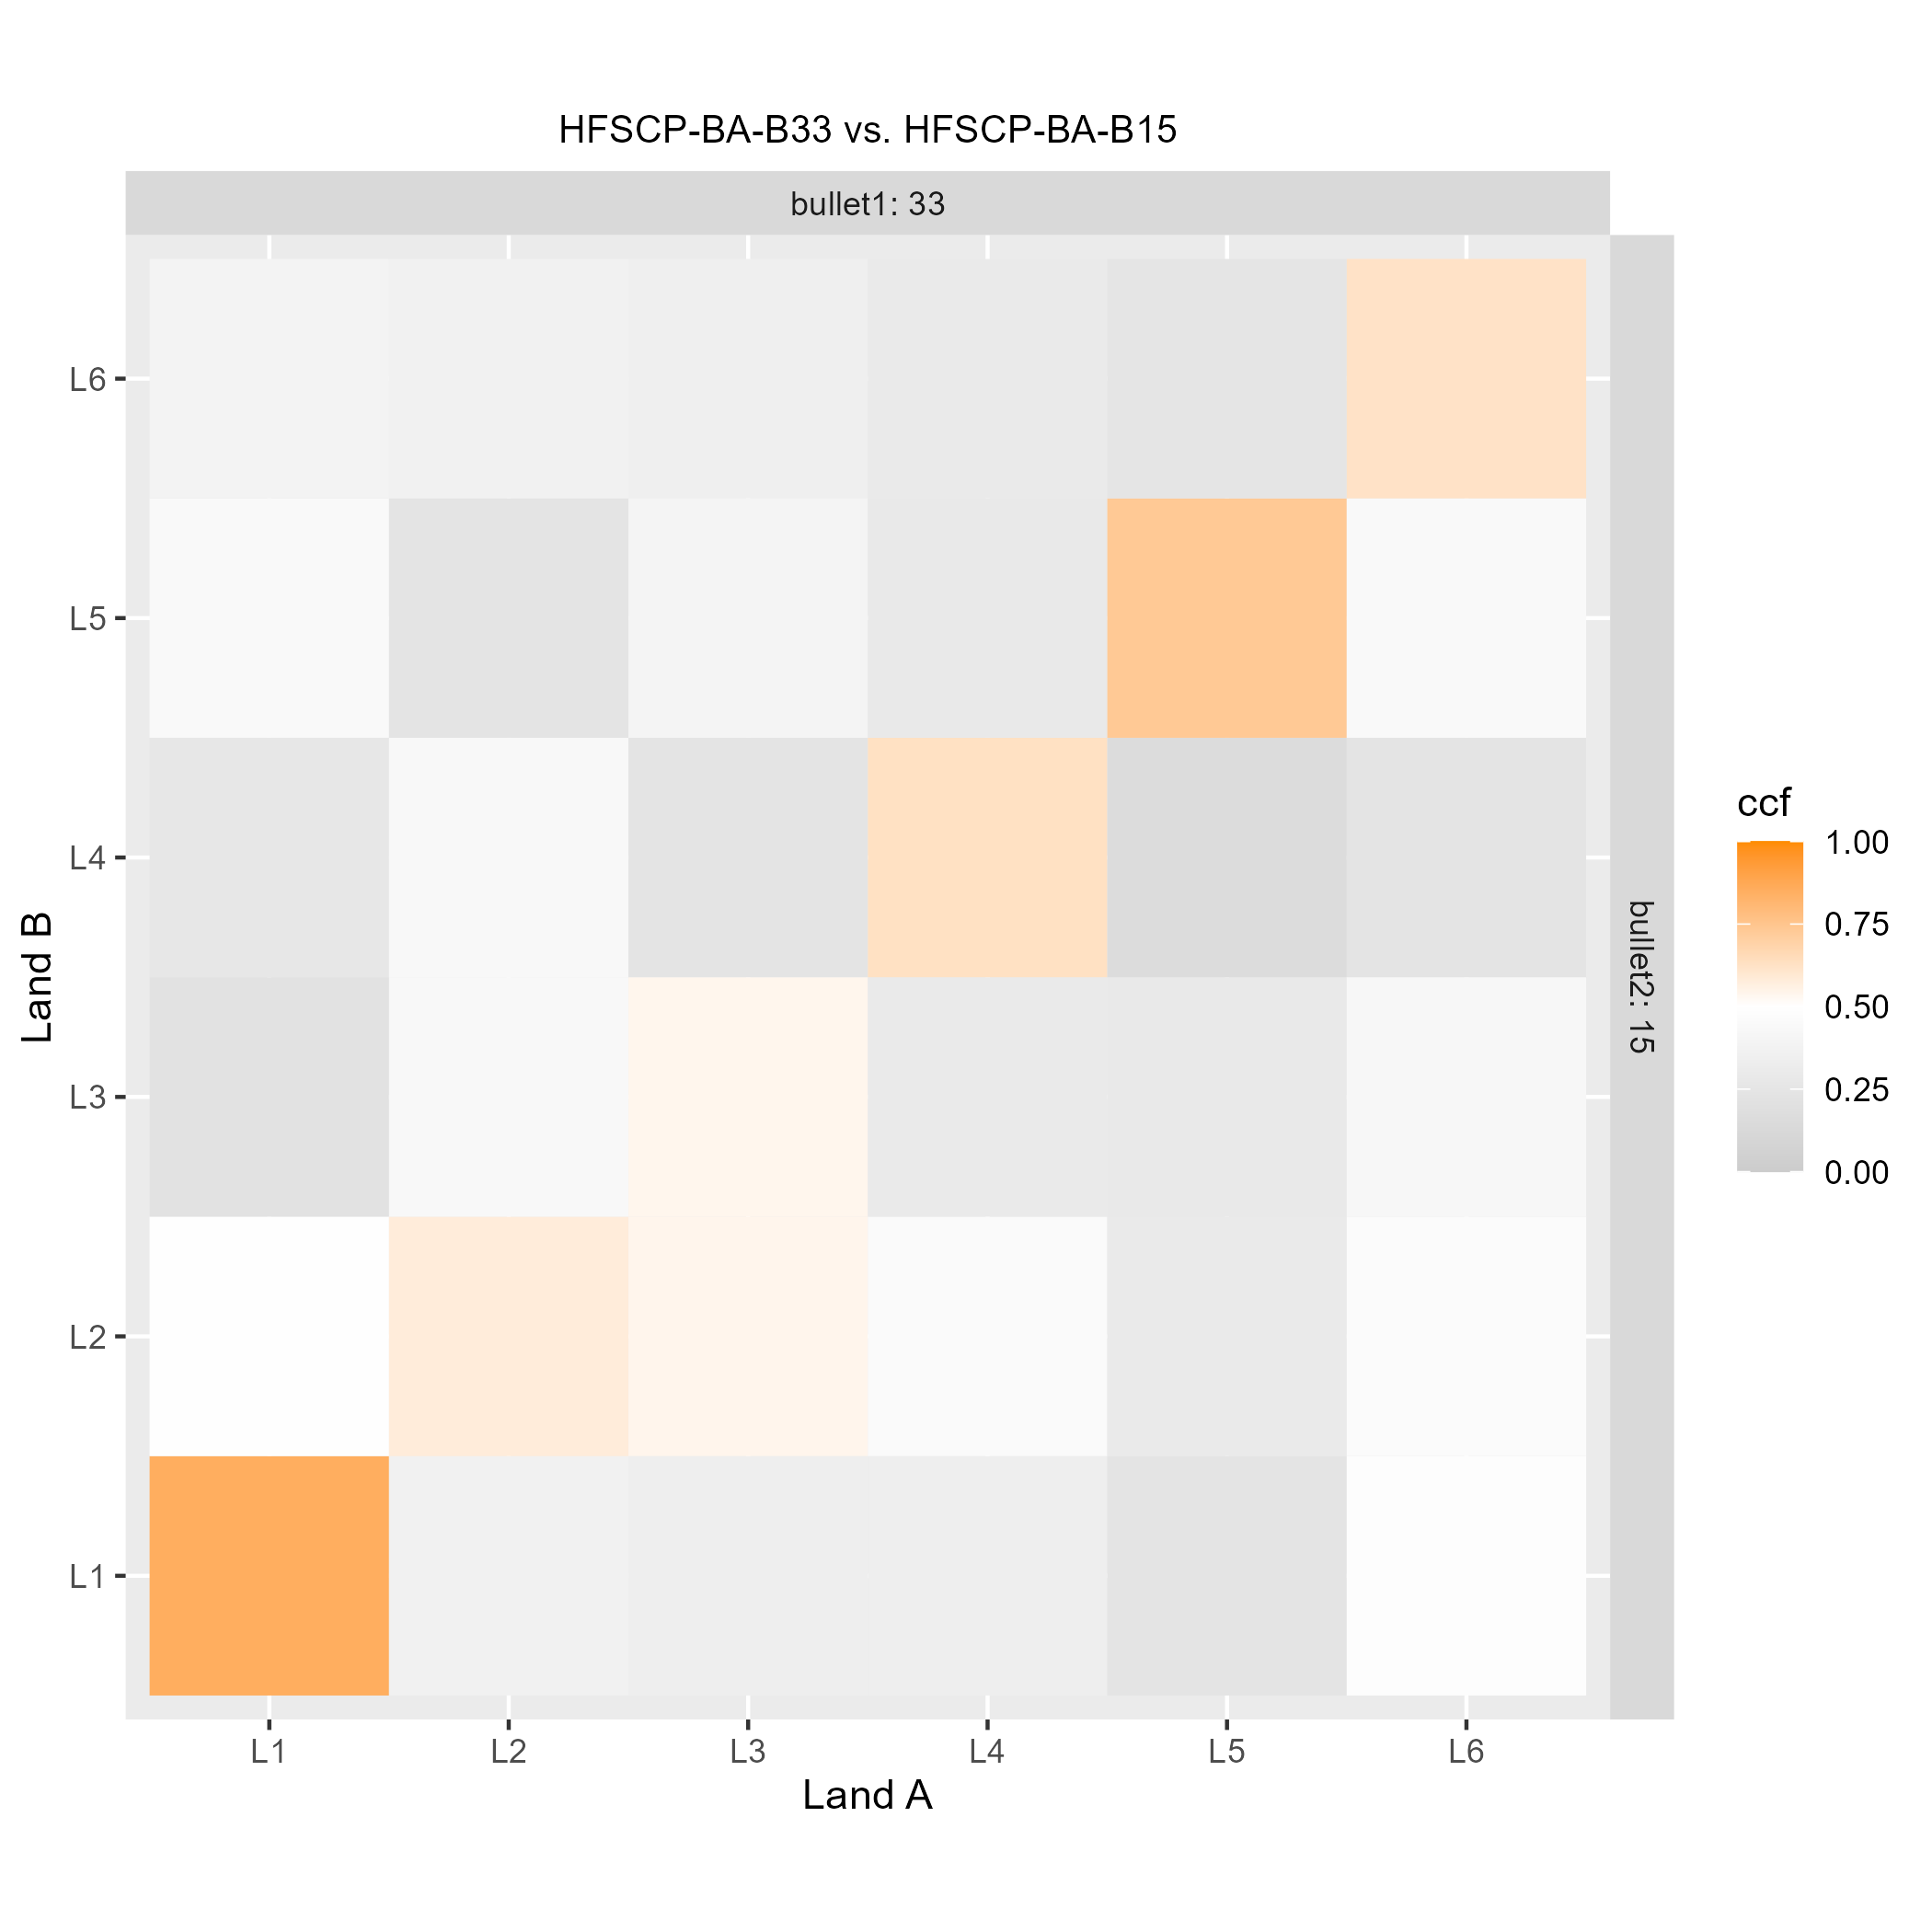 HFSCP-BA-B33 vs. HFSCP-BA-B15
bullet1: 33
L6
L5
L4
L3
L2
L1
Land B
bullet2: 15
L1
L2
L3
L4
L5
L6
Land A
ccf
1.00
0.75
0.50
0.25
0.00